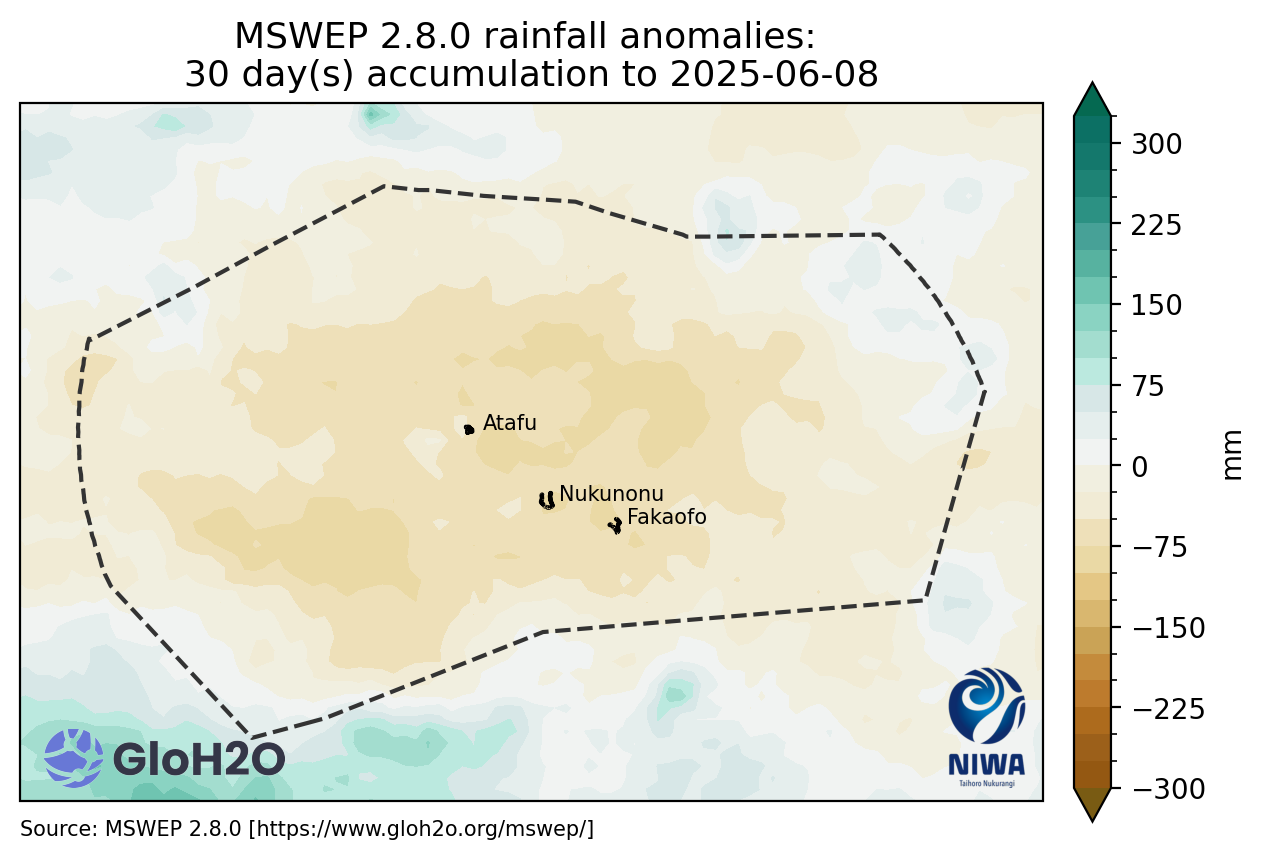 MSWEP 2.8.0 rainfall anomalies:
30 day(s) accumulation to 2025-06-08
300
225
150
75
0
−75
−150
−225
−300
mm
Atafu
Nukunonu
Fakaofo
GloH2O
NIWA
Taihoro Nukurangi
Source: MSWEP 2.8.0 [https://www.gloh2o.org/mswep/]